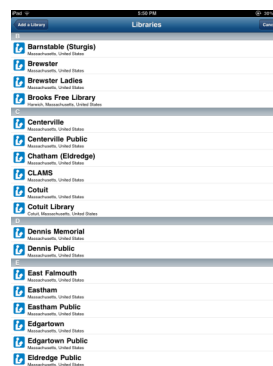 iPad
5:50 PM
30%
Add a Library
Libraries
B
Barnstable (Sturgis)
Massachusetts, United States
Brewster
Massachusetts, United States
Brewster Ladies
Massachusetts, United States
Brooks Free Library
Harwich, Massachusetts, United States
C
Centerville
Massachusetts, United States
Centerville Public
Massachusetts, United States
Chatham (Eldredge)
Massachusetts, United States
CLAMS
Massachusetts, United States
Cotuit
Massachusetts, United States
Cotuit Library
Cotuit, Massachusetts, United States
D
Dennis Memorial
Massachusetts, United States
Dennis Public
Massachusetts, United States
E
East Falmouth
Massachusetts, United States
Eastham
Massachusetts, United States
Eastham Public
Massachusetts, United States
Edgartown
Massachusetts, United States
Edgartown Public
Massachusetts, United States
Eldredge Public
Massachusetts, United States